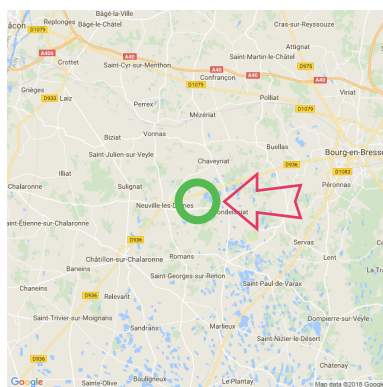 Bâgé-la-Ville
Replonges
Bâgé-le-Châtel
Cras-sur-Reyssouze
D1079
A40
Attignat
A406
Crottet
Saint-Martin-le-Châtel
D975
Saint-Cyr-sur-Menthon
Confrançon
A40
A40
D1079
Viriat
Grièges
D933
Laiz
Polliat
Perrex
D1079
Mézériat
Vonnas
Biziat
Buellas
Saint-Julien-sur-Veyle
Bourg-en-Bresse
Chaveyriat
D936
D1083
Illiat
Péronnas
Chalaronne
Sulignat
Neuville-les-Dames
Saint-Étienne-sur-Chalaronne
D936
Servas
Châtillon-sur-Chalaronne
Romans
Lent
Baneins
Saint-Georges-sur-Renon
Saint-Paul-de-Varax
Chaneins
D936
Relevant
Saint-Trivier-sur-Moignans
Dompierre-sur-Veyle
Sandrans
Marlieux
Saint-Nizier-le-Désert
D936
Châtenay
Bouligneux
Google
Sainte-Olive
Le Plantay
Map data ©2018 Google